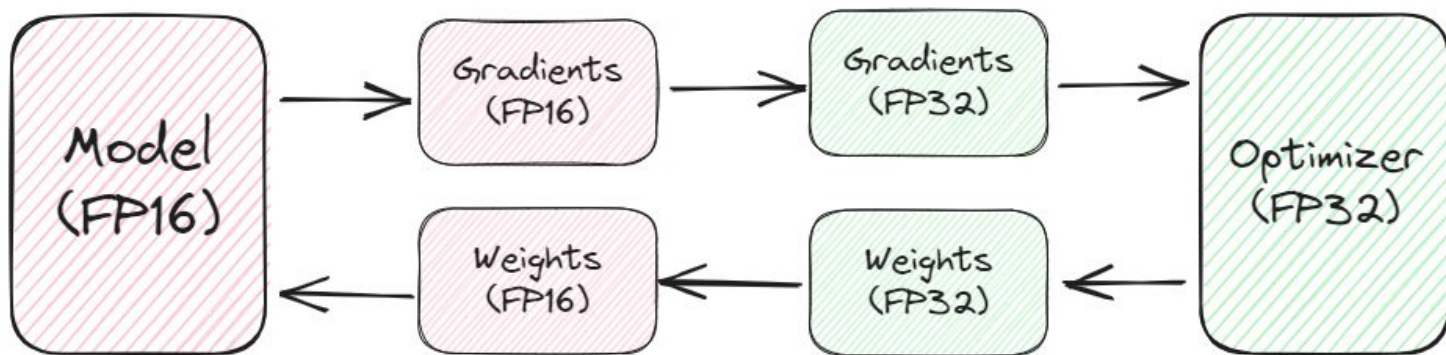 Model
(FP16)
Gradients
(FP16)
Gradients
(FP32)
Optimizer
(FP32)
Weights
(FP16)
Weights
(FP32)